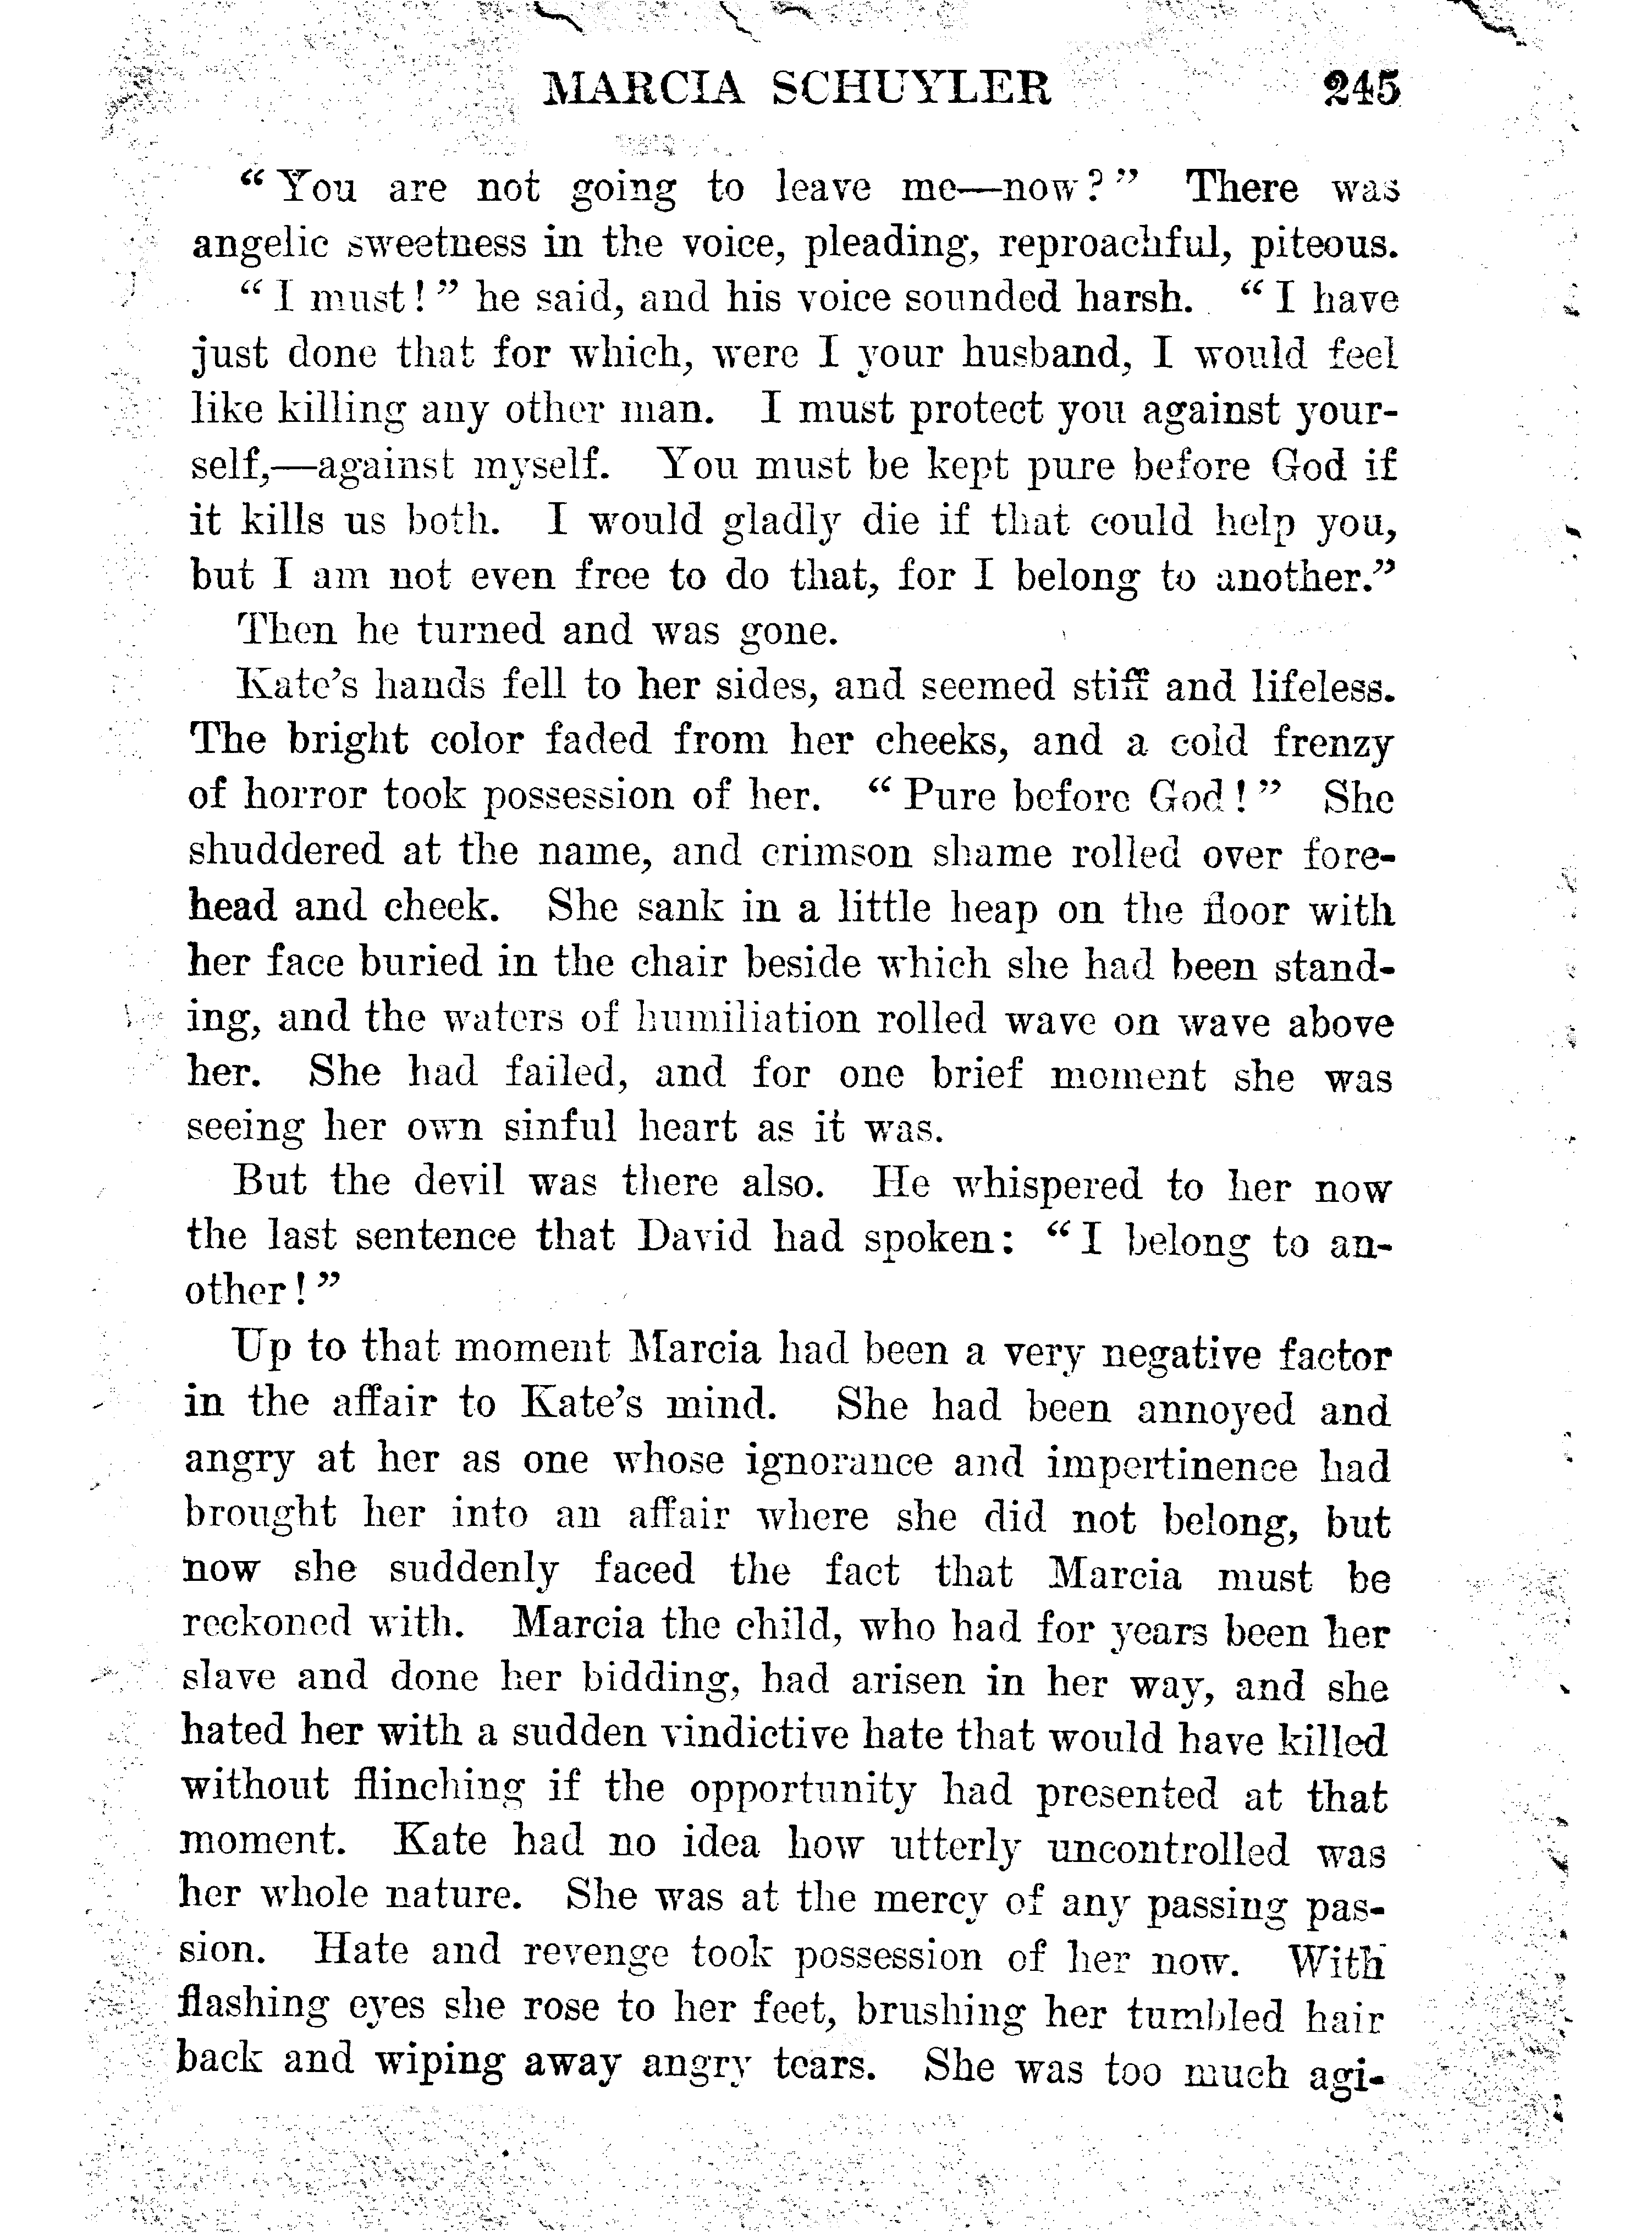 MARCIA SCHUYLER 245
“You are not going to leave me—now?” There was
angelic sweetness in the voice, pleading, reproachful, piteous.
“I must!” he said, and his voice sounded harsh. “I have
just done that for which, were I your husband, I would feel
like killing any other man. I must protect you against your-
self,—against myself. You must be kept pure before God if
it kills us both. I would gladly die if that could help you,
but I am not even free to do that, for I belong to another.”
Then he turned and was gone.
Kate’s hands fell to her sides, and seemed stiff and lifeless.
The bright color faded from her cheeks, and a cold frenzy
of horror took possession of her. “Pure before God!” She
shuddered at the name, and crimson shame rolled over fore-
head and cheek. She sank in a little heap on the floor with
her face buried in the chair beside which she had been stand-
ing, and the waters of humiliation rolled wave on wave above
her. She had failed, and for one brief moment she was
seeing her own sinful heart as it was.
But the devil was there also. He whispered to her now
the last sentence that David had spoken: “I belong to an-
other!”
Up to that moment Marcia had been a very negative factor
in the affair to Kate’s mind. She had been annoyed and
angry at her as one whose ignorance and impertinence had
brought her into an affair where she did not belong, but
now she suddenly faced the fact that Marcia must be
reckoned with. Marcia the child, who had for years been her
slave and done her bidding, had arisen in her way, and she
hated her with a sudden vindictive hate that would have killed
without flinching if the opportunity had presented at that
moment. Kate had no idea how utterly uncontrolled was
her whole nature. She was at the mercy of any passing pas-
sion. Hate and revenge took possession of her now. With
flashing eyes she rose to her feet, brushing her tumbled hair
back and wiping away angry tears. She was too much agi-